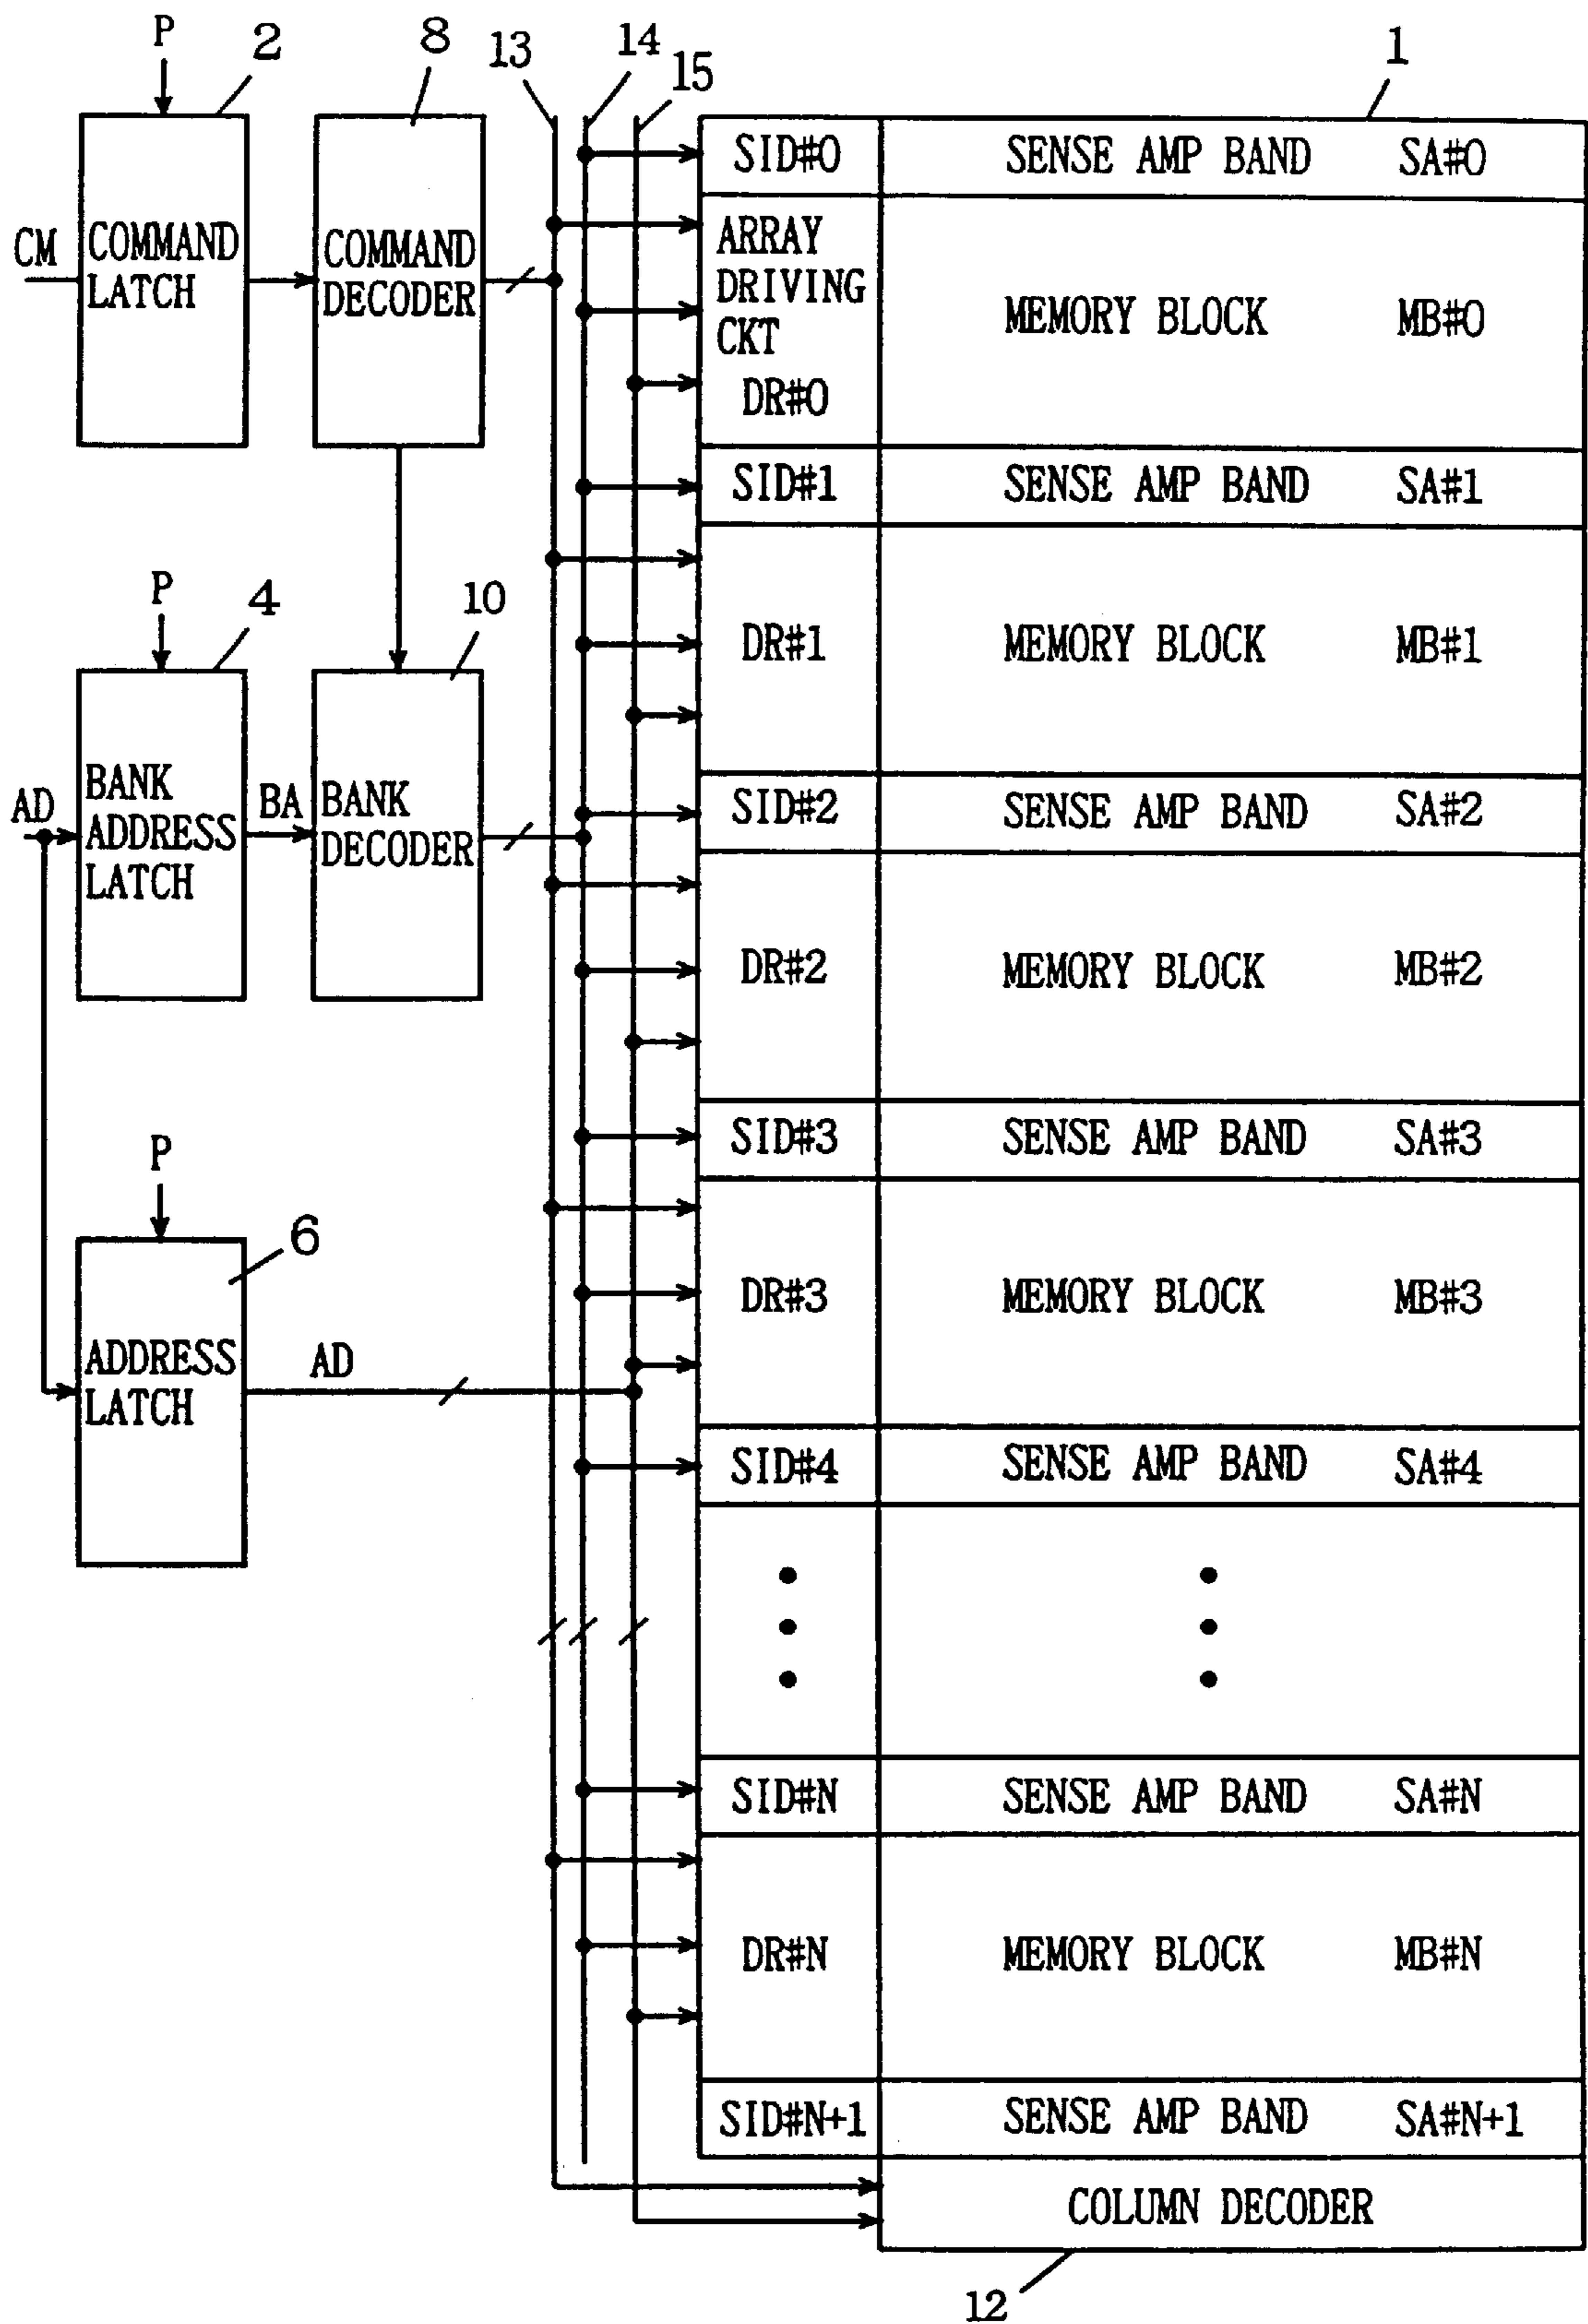 P
2
8
13
14
15
1
CM
COMMAND
LATCH
COMMAND
DECODER
SID#0
SENSE AMP BAND SA#0
ARRAY
DRIVING
CKT
DR#0
MEMORY BLOCK MB#0
SID#1
SENSE AMP BAND SA#1
P
4
10
DR#1
MEMORY BLOCK MB#1
AD
BANK
ADDRESS
LATCH
BA
BANK
DECODER
SID#2
SENSE AMP BAND SA#2
DR#2
MEMORY BLOCK MB#2
P
6
SID#3
SENSE AMP BAND SA#3
DR#3
MEMORY BLOCK MB#3
ADDRESS
LATCH
AD
SID#4
SENSE AMP BAND SA#4
SID#N
SENSE AMP BAND SA#N
DR#N
MEMORY BLOCK MB#N
SID#N+1
SENSE AMP BAND SA#N+1
COLUMN DECODER
12